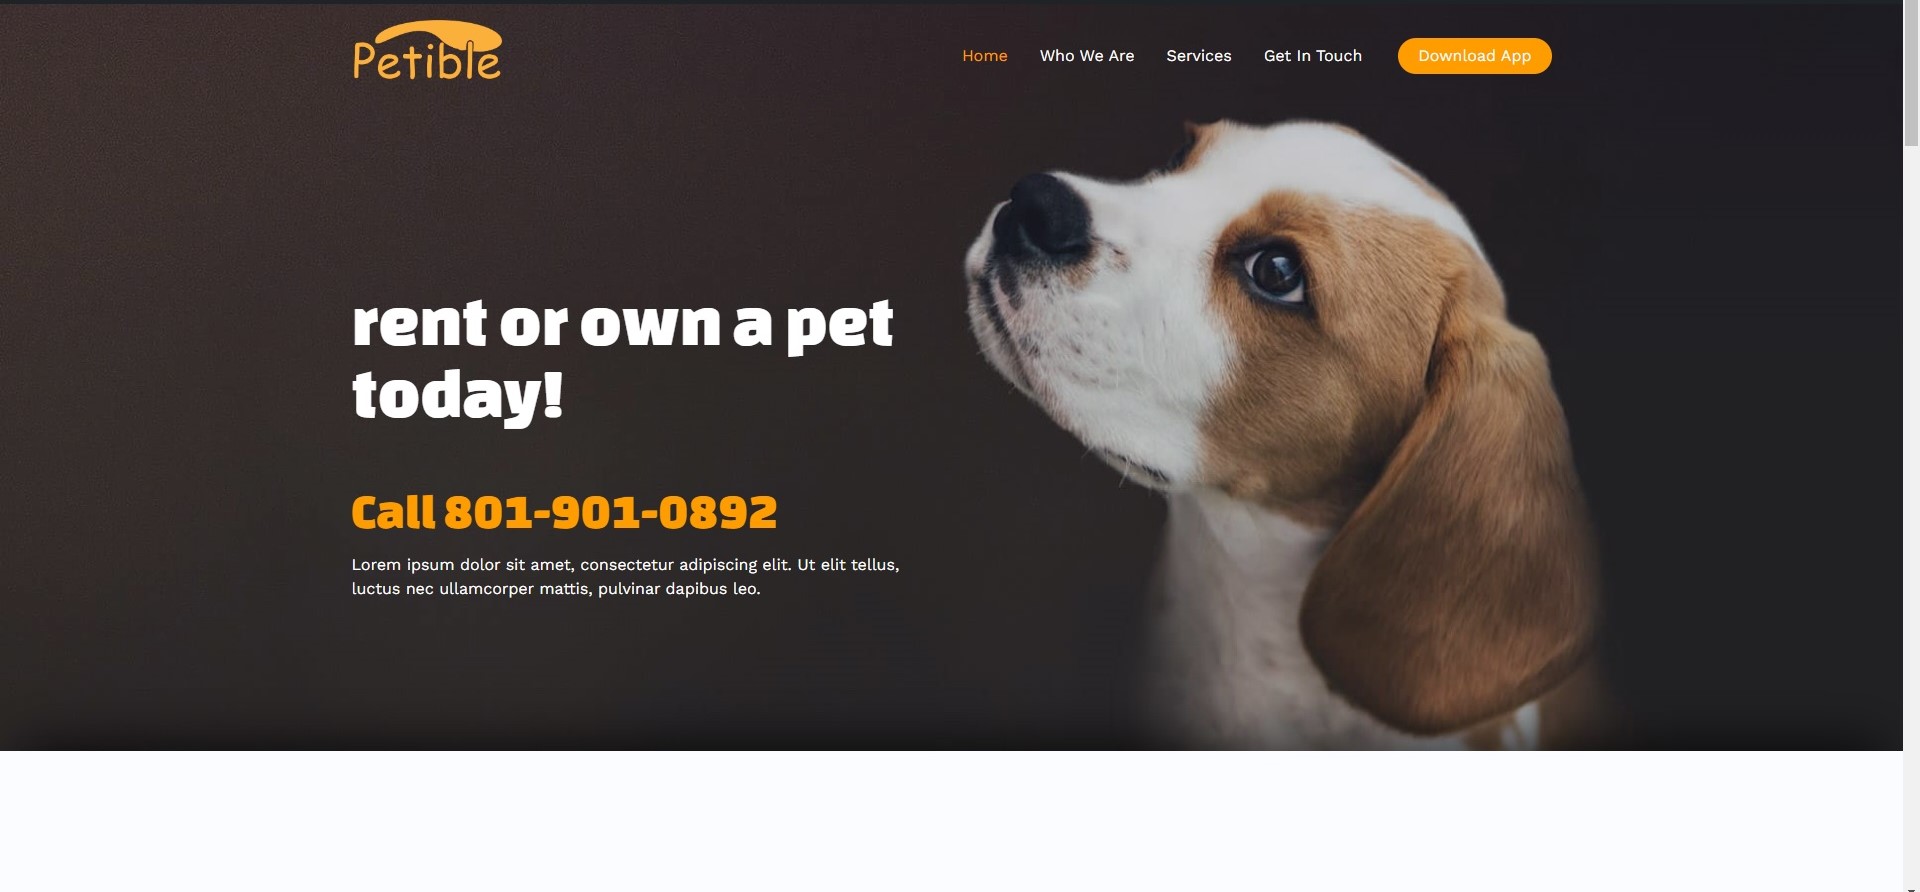 Petible
Home Who We Are Services Get In Touch Download App
rent or own a pet
today!
Call 801-901-0892
Lorem ipsum dolor sit amet, consectetur adipiscing elit. Ut elit tellus,
luctus nec ullamcorper mattis, pulvinar dapibus leo.